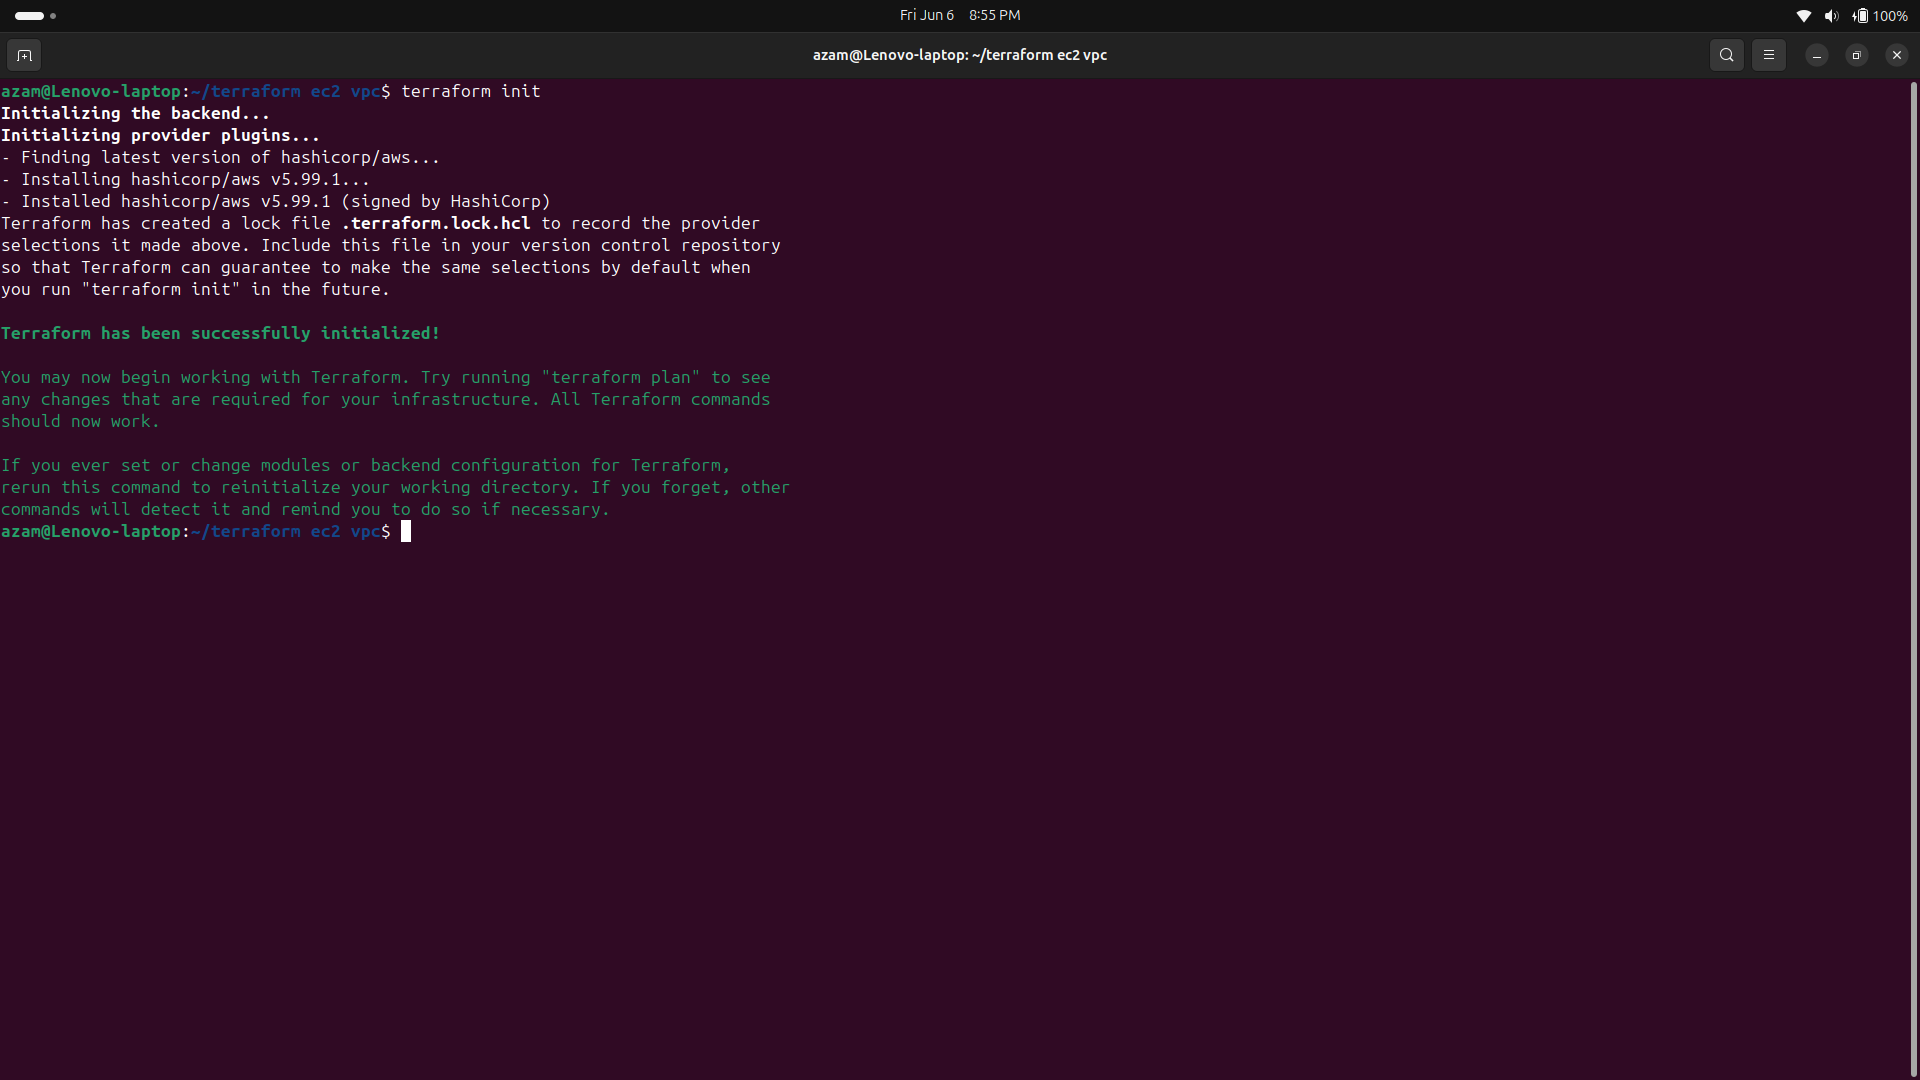 Fri Jun 6 8:55 PM
100%
azam@Lenovo-laptop: ~/terraform ec2 vpc
azam@Lenovo-laptop:~/terraform ec2 vpc$ terraform init
Initializing the backend...
Initializing provider plugins...
- Finding latest version of hashicorp/aws...
- Installing hashicorp/aws v5.99.1...
- Installed hashicorp/aws v5.99.1 (signed by HashiCorp)
Terraform has created a lock file .terraform.lock.hcl to record the provider
selections it made above. Include this file in your version control repository
so that Terraform can guarantee to make the same selections by default when
you run "terraform init" in the future.
Terraform has been successfully initialized!
You may now begin working with Terraform. Try running "terraform plan" to see
any changes that are required for your infrastructure. All Terraform commands
should now work.
If you ever set or change modules or backend configuration for Terraform,
rerun this command to reinitialize your working directory. If you forget, other
commands will detect it and remind you to do so if necessary.
azam@Lenovo-laptop:~/terraform ec2 vpc$